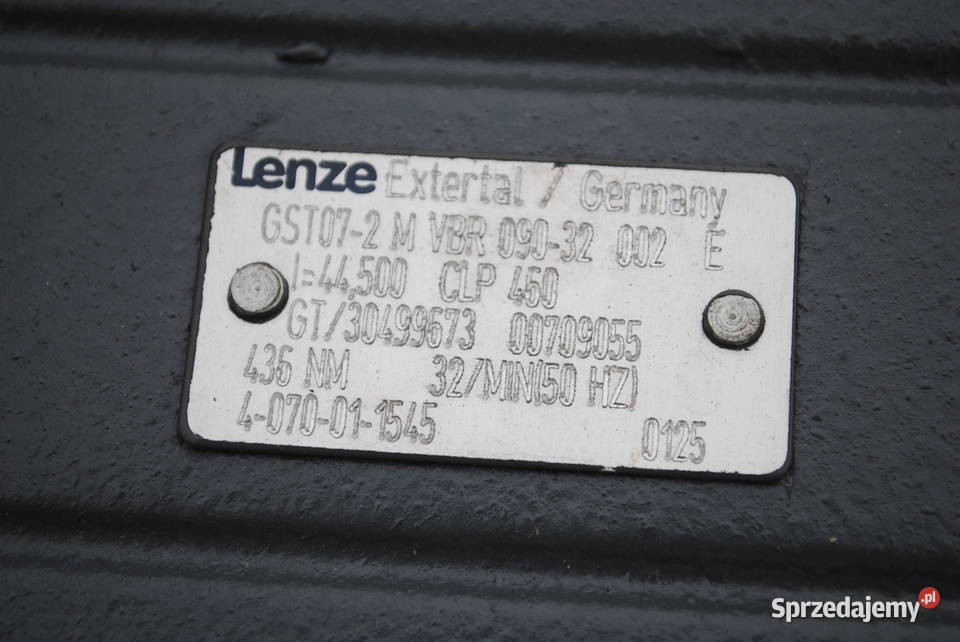 Lenze Extertal / Germany
GST07-2 M VBR 090-32 002 E
I=44,500 CLP 460
GT/30499673 00709055
436 NM 32/MIN(50 HZ)
4-070-01-1545 0125
Sprzedajemy.pl